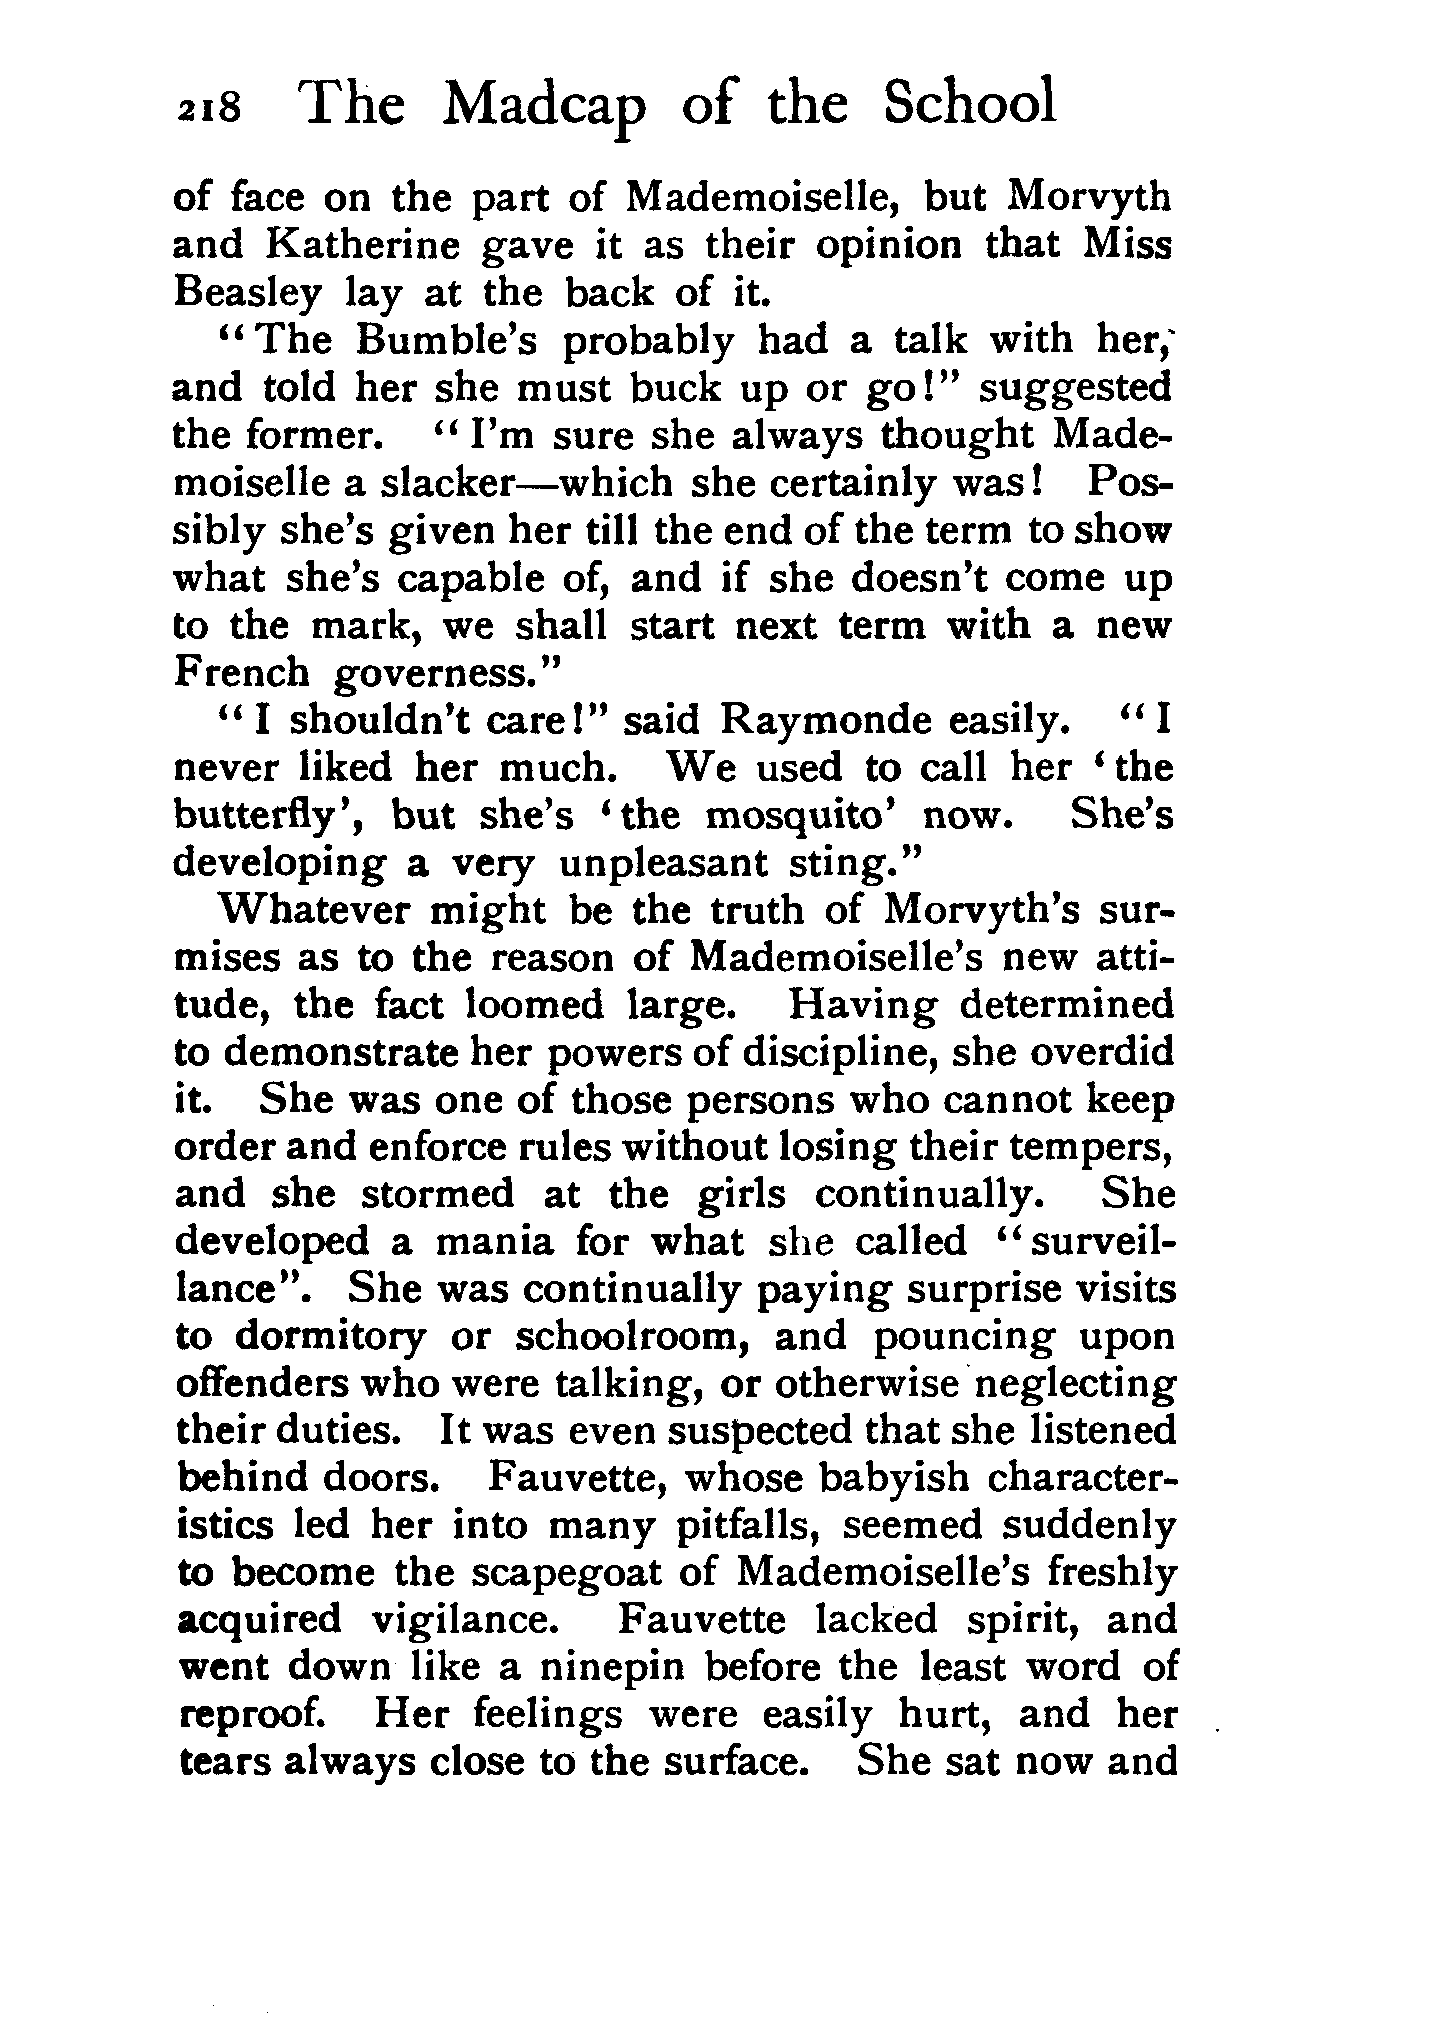 218 The Madcap of the School
of face on the part of Mademoiselle, but Morvyth
and Katherine gave it as their opinion that Miss
Beasley lay at the back of it.
“The Bumble’s probably had a talk with her,
and told her she must buck up or go!” suggested
the former. “I’m sure she always thought Made-
moiselle a slacker—which she certainly was! Pos-
sibly she’s given her till the end of the term to show
what she’s capable of, and if she doesn’t come up
to the mark, we shall start next term with a new
French governess.”
“I shouldn’t care!” said Raymonde easily. “I
never liked her much. We used to call her ‘the
butterfly’, but she’s ‘the mosquito’ now. She’s
developing a very unpleasant sting.”
Whatever might be the truth of Morvyth’s sur-
mises as to the reason of Mademoiselle’s new atti-
tude, the fact loomed large. Having determined
to demonstrate her powers of discipline, she overdid
it. She was one of those persons who cannot keep
order and enforce rules without losing their tempers,
and she stormed at the girls continually. She
developed a mania for what she called “surveil-
lance”. She was continually paying surprise visits
to dormitory or schoolroom, and pouncing upon
offenders who were talking, or otherwise neglecting
their duties. It was even suspected that she listened
behind doors. Fauvette, whose babyish character-
istics led her into many pitfalls, seemed suddenly
to become the scapegoat of Mademoiselle’s freshly
acquired vigilance. Fauvette lacked spirit, and
went down like a ninepin before the least word of
reproof. Her feelings were easily hurt, and her
tears always close to the surface. She sat now and